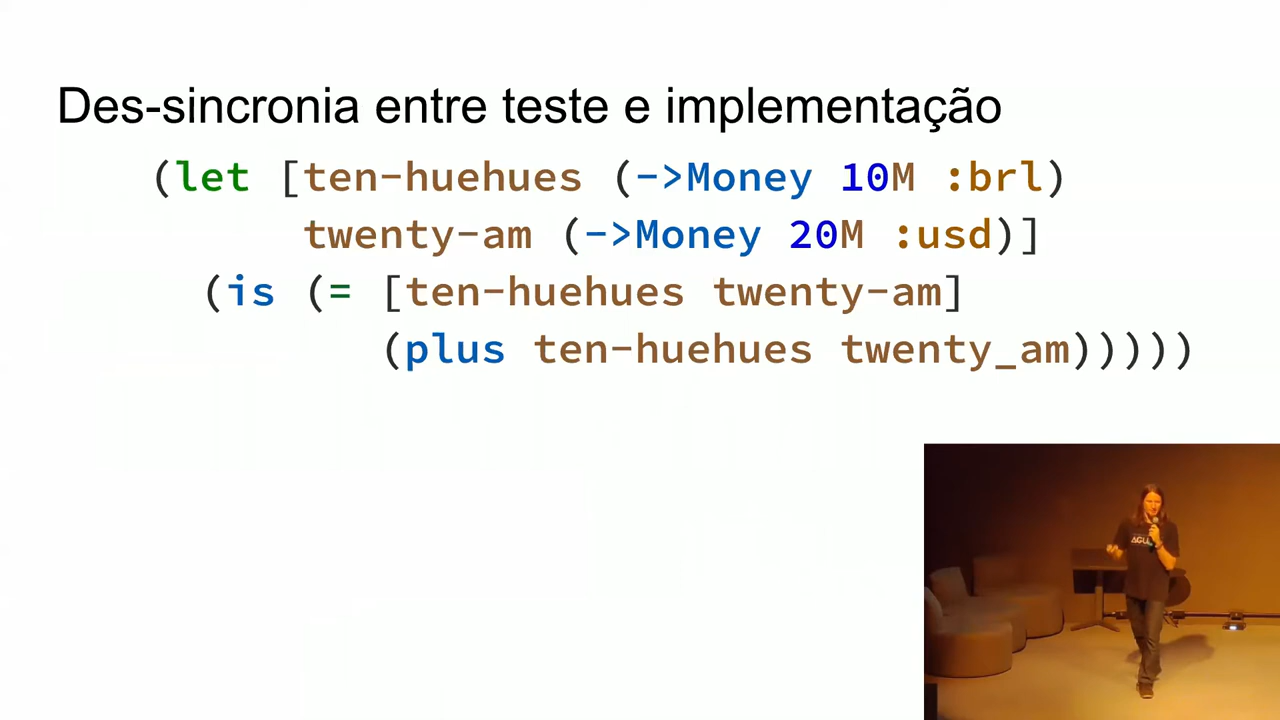 Des-sincronia entre teste e implementação
(let [ten-huehues (->Money 10M :brl)
twenty-am (->Money 20M :usd)]
(is (= [ten-huehues twenty-am]
(plus ten-huehues twenty_am)))))